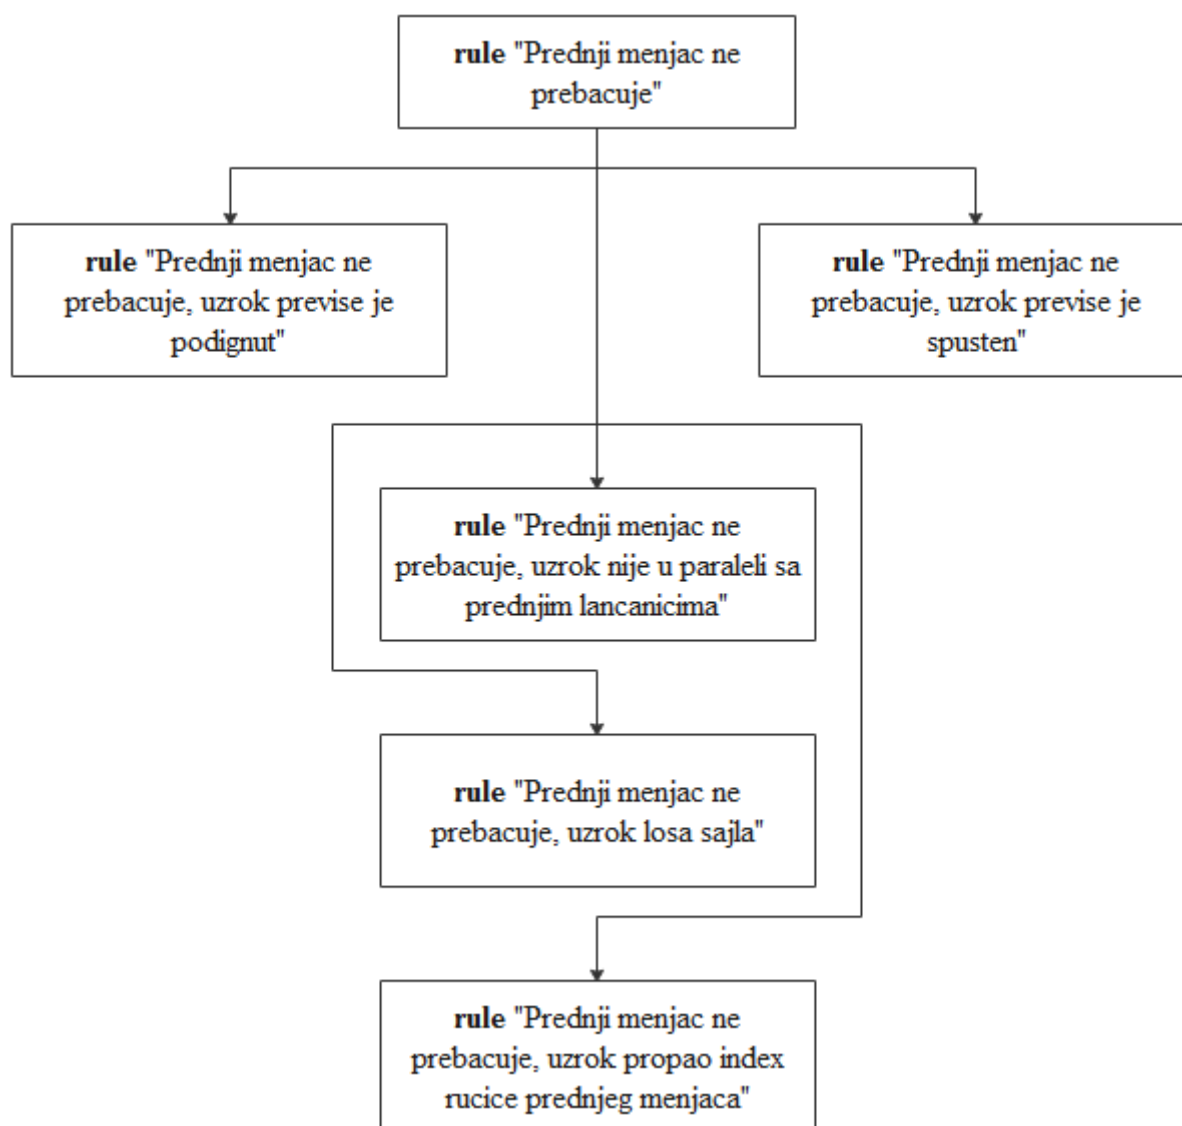 rule "Prednji menjac ne
prebacuje"
rule "Prednji menjac ne
prebacuje, uzrok previse je
podignut"
rule "Prednji menjac ne
prebacuje, uzrok previse je
spusten"
rule "Prednji menjac ne
prebacuje, uzrok nije u paraleli sa
prednjim lancanicima"
rule "Prednji menjac ne
prebacuje, uzrok losa sajla"
rule "Prednji menjac ne
prebacuje, uzrok propao index
rucice prednjeg menjaca"